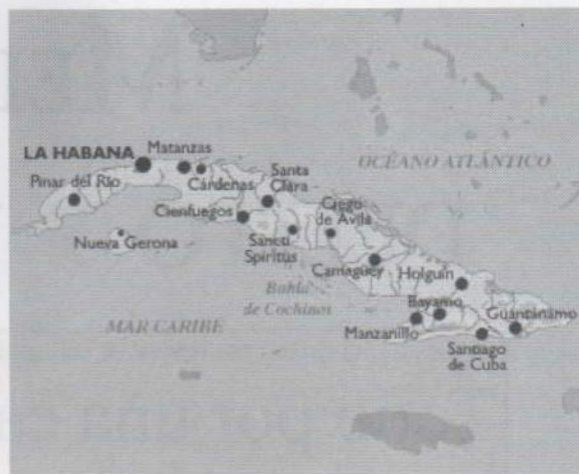 LA HABANA
Matanzas
Pinar del Río
Cárdenas
Santa
Clara
OCÉANO ATLÁNTICO
Cienfuegos
Ciego
de Ávila
Nueva Gerona
Sancti
Spíritus
Camagüey
Holguín
Bahía
de Cochinos
Bayamo
Guantánamo
MAR CARIBE
Manzanillo
Santiago
de Cuba